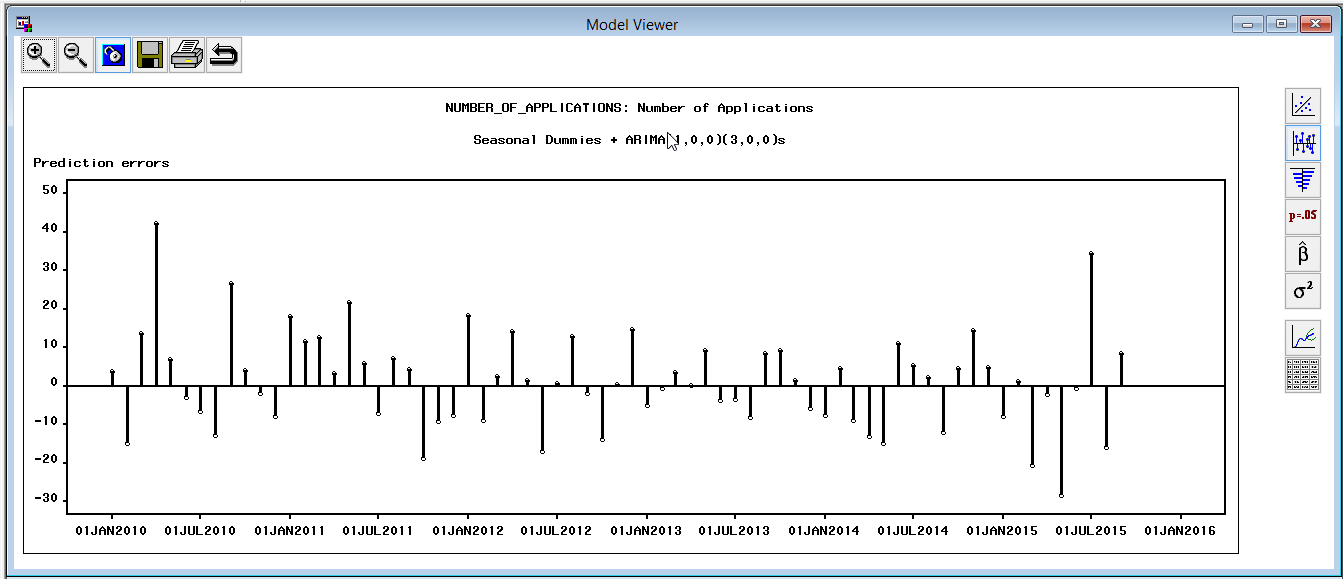 Model Viewer
NUMBER_OF_APPLICATIONS: Number of Applications
Seasonal Dummies + ARIMA(1,0,0)(3,0,0)s
Prediction errors
50
40
30
20
10
0
-10
-20
-30
01JAN2010 01JUL2010 01JAN2011 01JUL2011 01JAN2012 01JUL2012 01JAN2013 01JUL2013 01JAN2014 01JUL2014 01JAN2015 01JUL2015 01JAN2016
p=.05
β̂
σ²